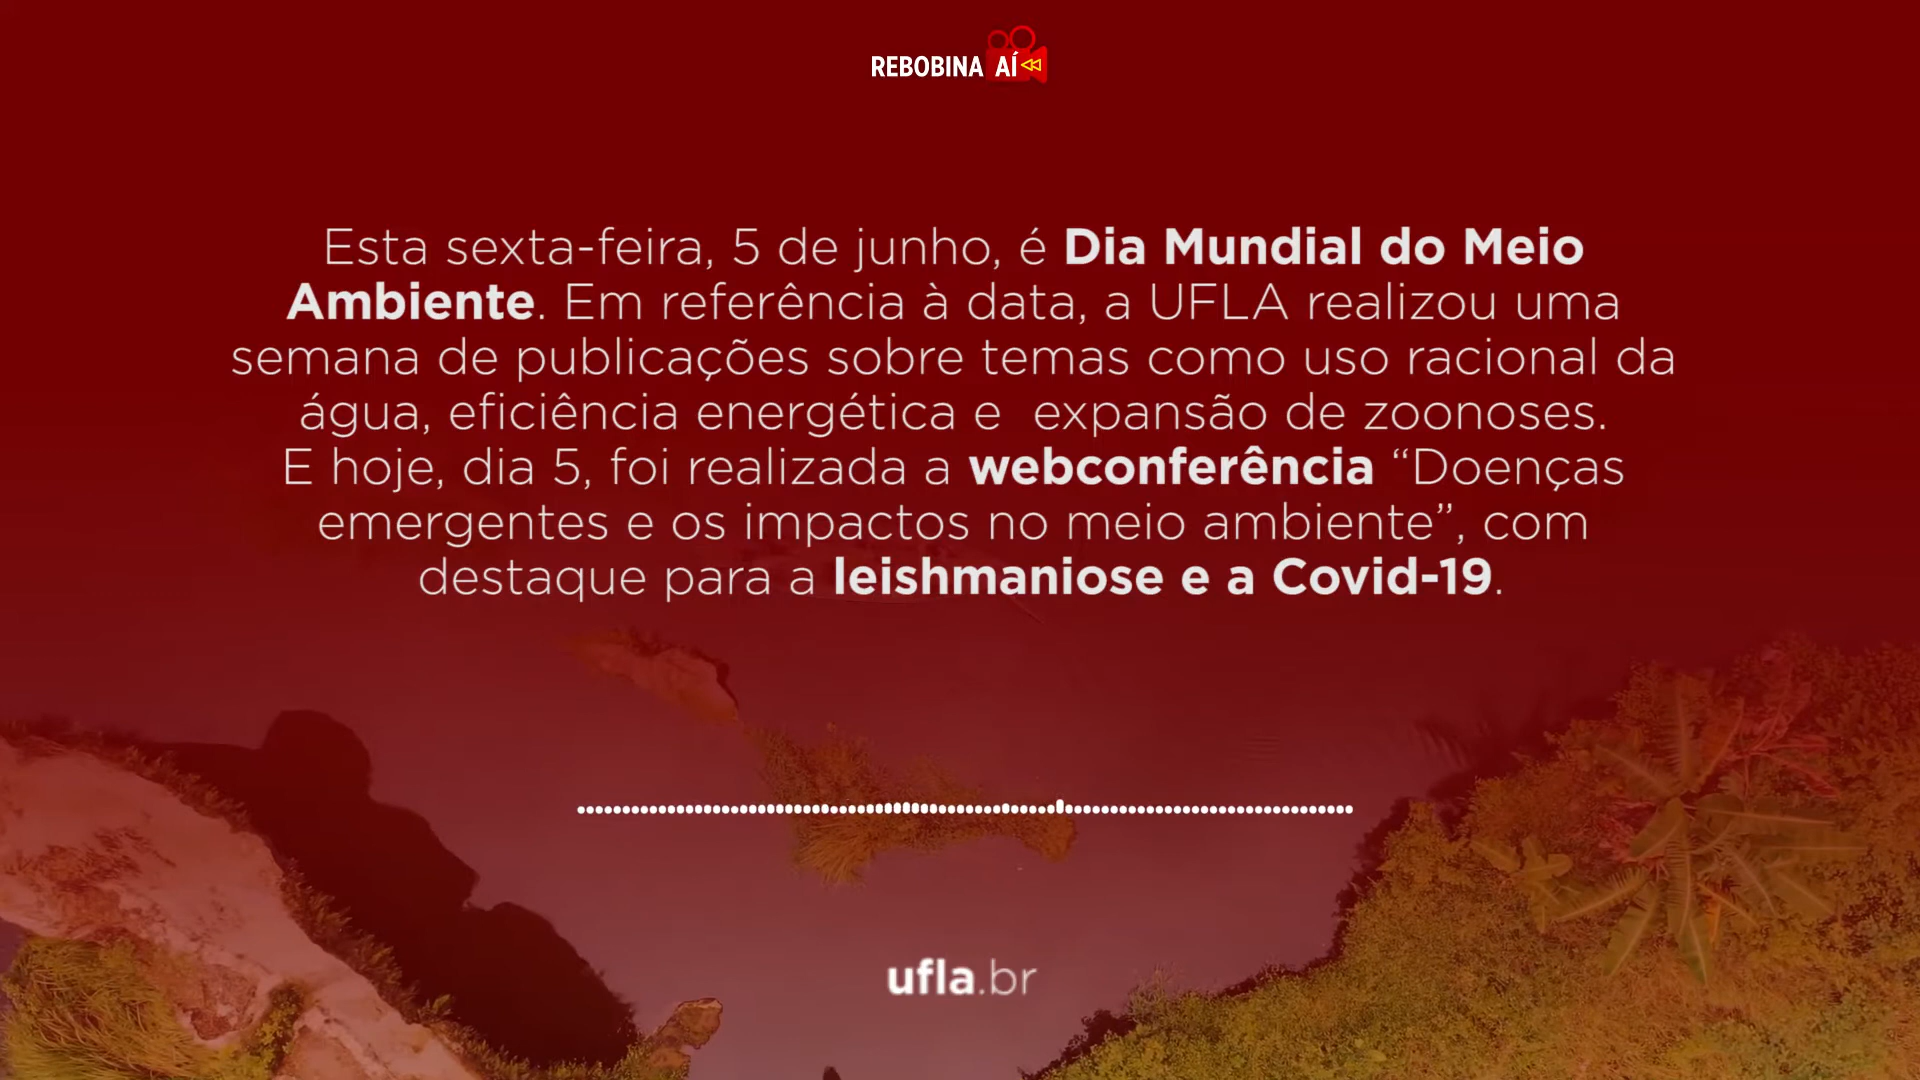 REBOBINA AÍ
Esta sexta-feira, 5 de junho, é Dia Mundial do Meio
Ambiente. Em referência à data, a UFLA realizou uma
semana de publicações sobre temas como uso racional da
água, eficiência energética e  expansão de zoonoses.
E hoje, dia 5, foi realizada a webconferência “Doenças
emergentes e os impactos no meio ambiente”, com
destaque para a leishmaniose e a Covid-19.
ufla.br